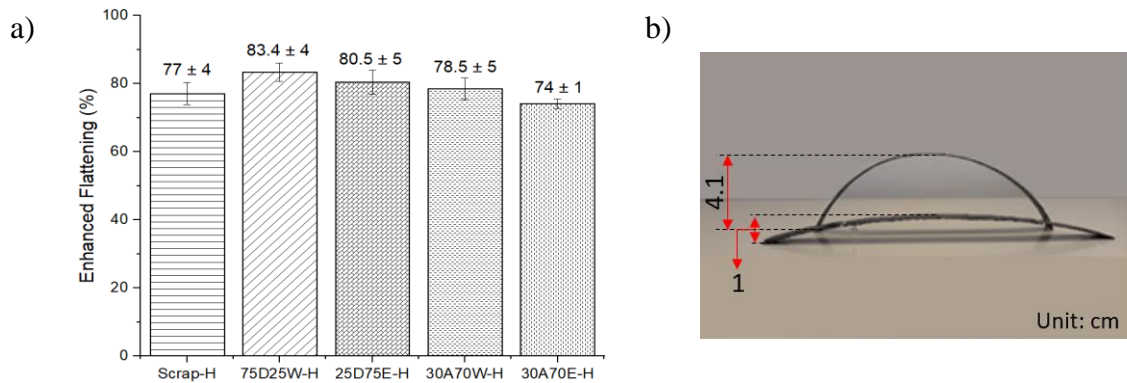 a)
Enhanced Flattening (%)
100
80
60
40
20
0
77 ± 4
83.4 ± 4
80.5 ± 5
78.5 ± 5
74 ± 1
Scrap-H
75D25W-H
25D75E-H
30A70W-H
30A70E-H
b)
4.1
1
Unit: cm